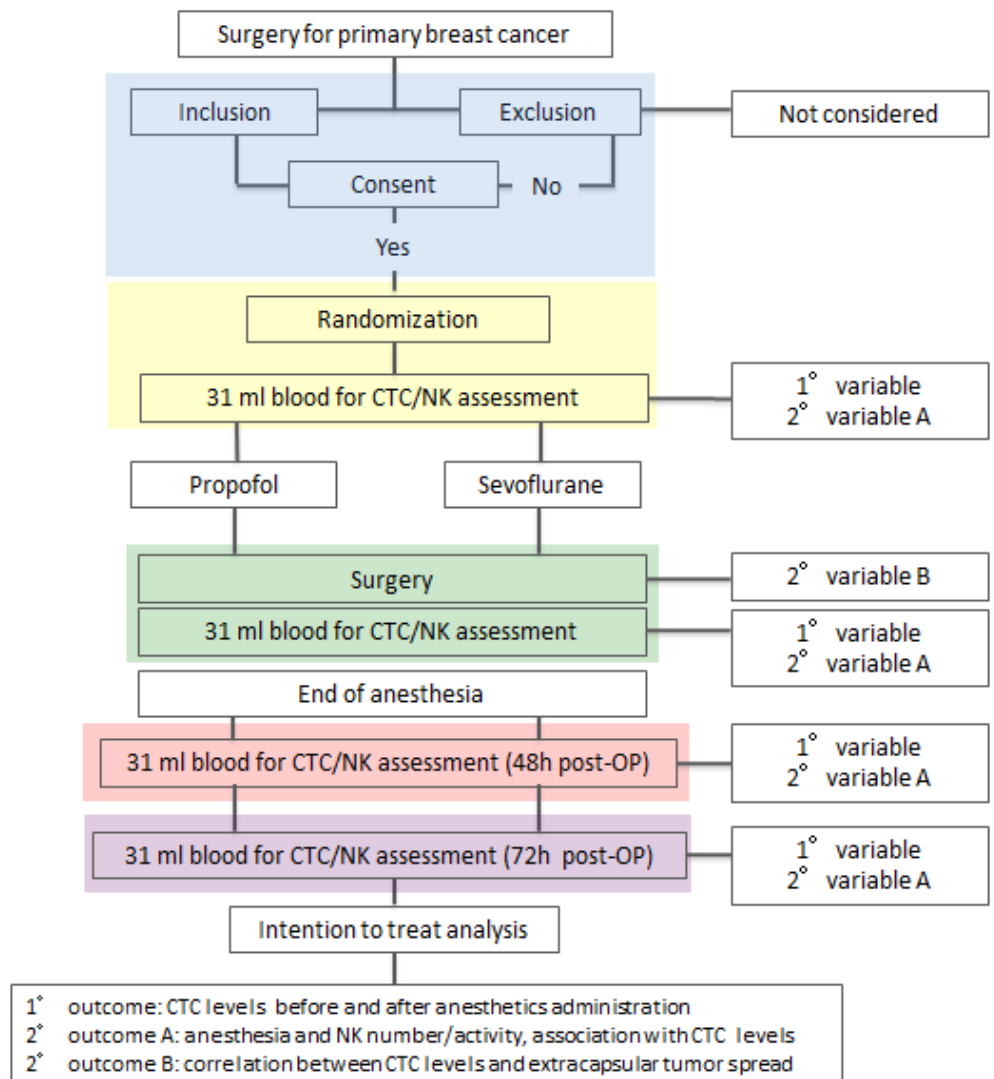 Surgery for primary breast cancer
Inclusion
Exclusion
Not considered
Consent
No
Yes
Randomization
31 ml blood for CTC/NK assessment
1° variable
2° variable A
Propofol
Sevoflurane
Surgery
2° variable B
31 ml blood for CTC/NK assessment
1° variable
2° variable A
End of anesthesia
31 ml blood for CTC/NK assessment (48h post-OP)
1° variable
2° variable A
31 ml blood for CTC/NK assessment (72h post-OP)
1° variable
2° variable A
Intention to treat analysis
1° outcome: CTC levels before and after anesthetics administration
2° outcome A: anesthesia and NK number/activity, association with CTC levels
2° outcome B: correlation between CTC levels and extracapsular tumor spread